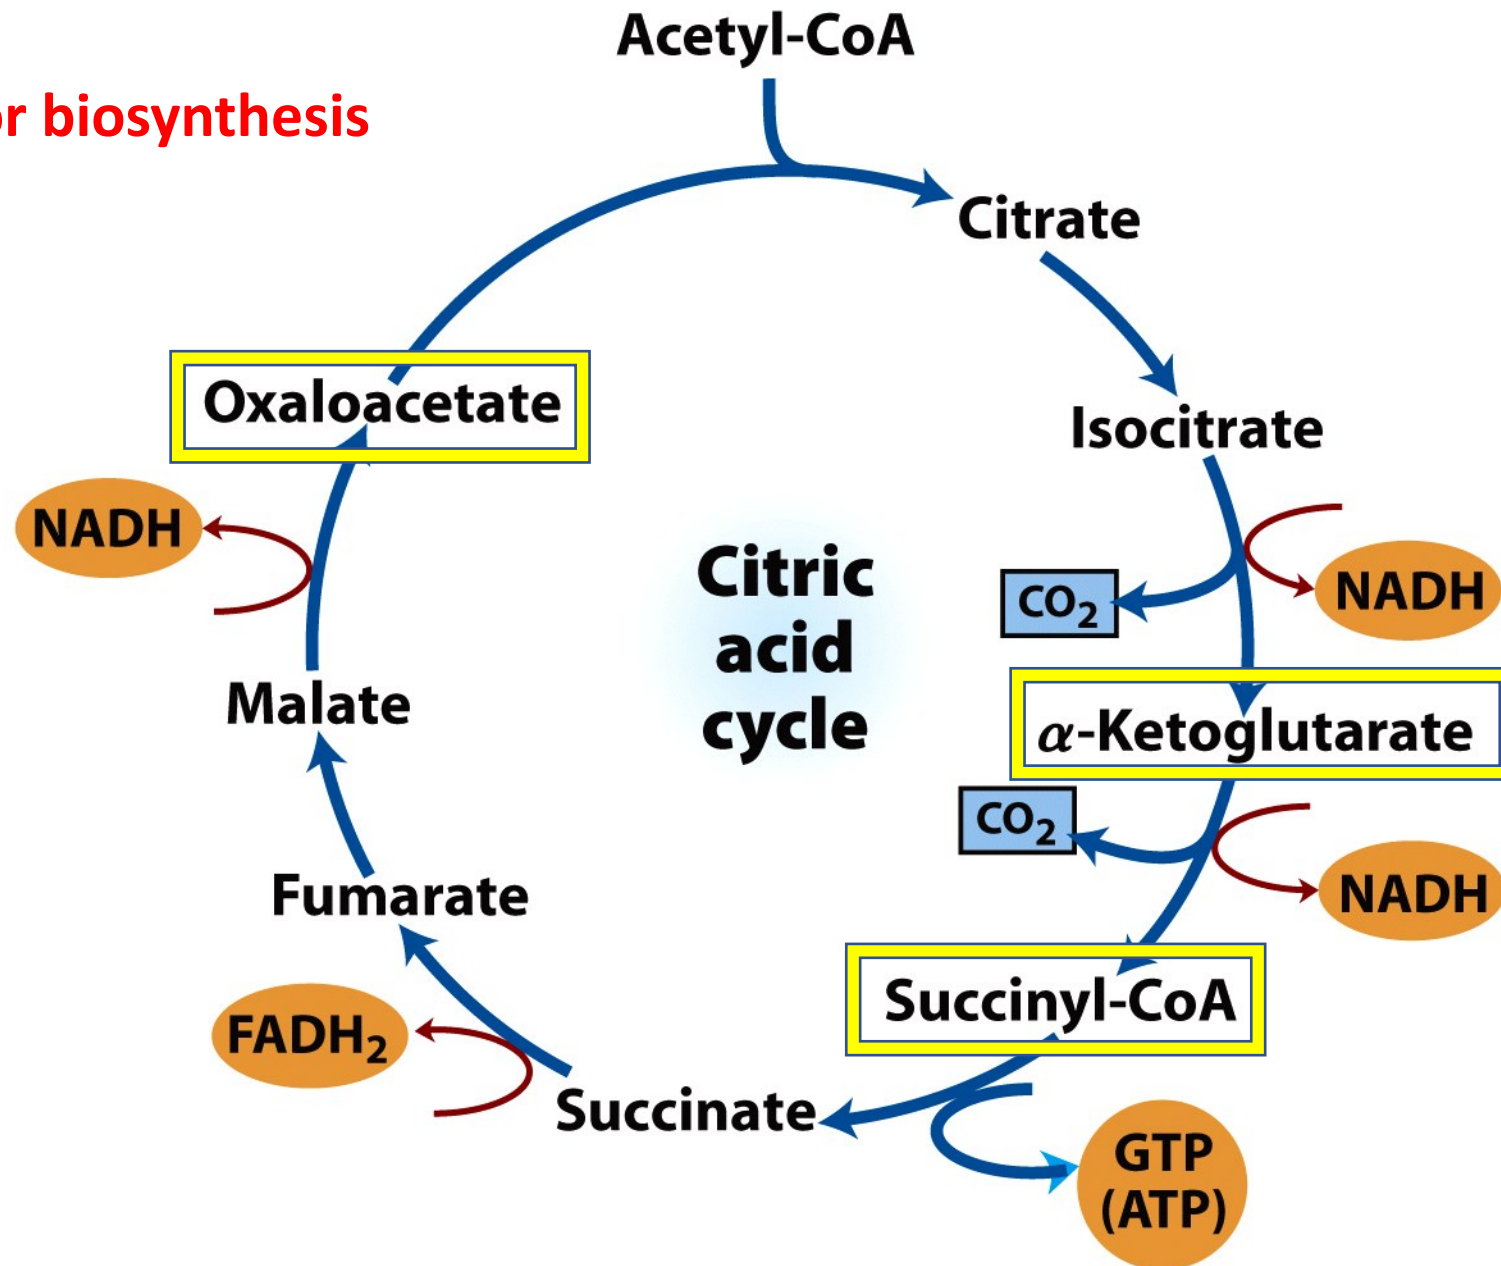 Acetyl-CoA
or biosynthesis
Citrate
Oxaloacetate
Isocitrate
NADH
Citric
acid
cycle
CO₂
NADH
Malate
α-Ketoglutarate
CO₂
Fumarate
NADH
Succinyl-CoA
FADH₂
Succinate
GTP
(ATP)